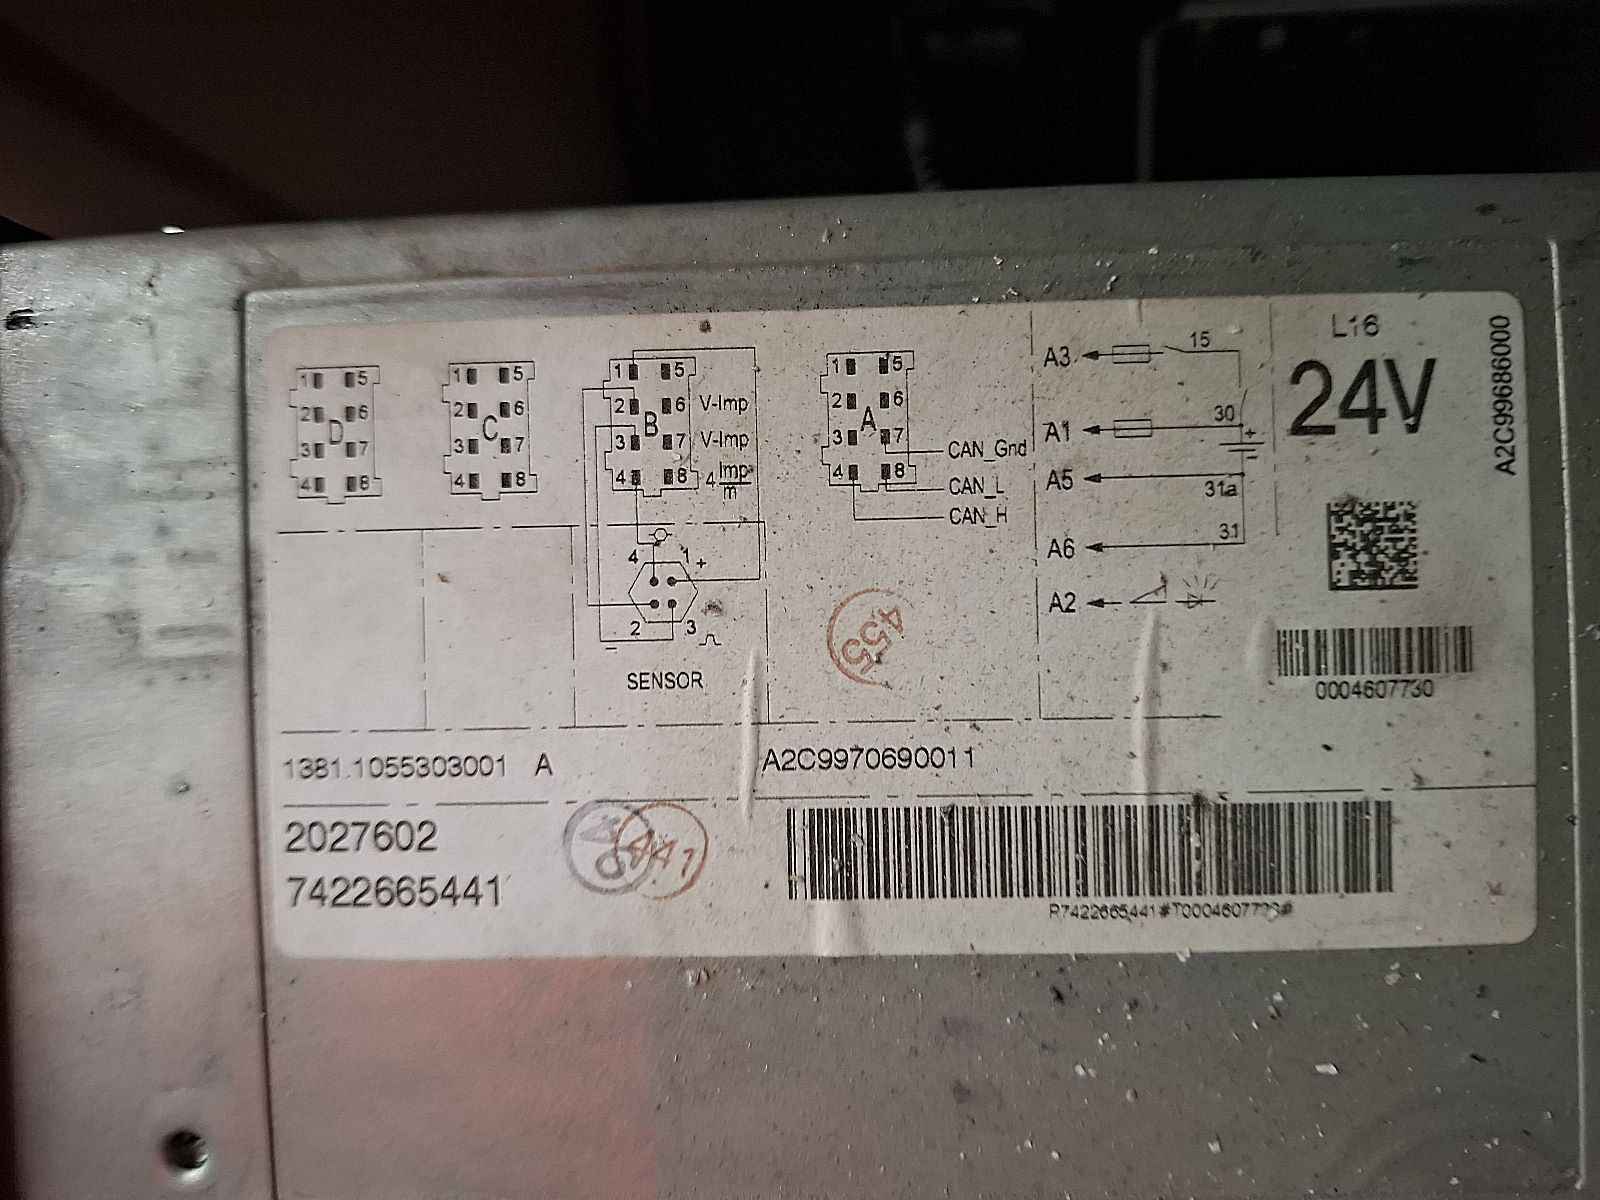 L16
24V
A2C99686000
1 5
2 6
D
3 7
4 8
1 5
2 6
C
3 7
4 8
1 5
2 6 V-Imp
B
3 7 V-Imp
4 8 4 Imp
m
1 5
2 6
A
3 7
4 8
CAN_Gnd
CAN_L
CAN_H
A3 15
A1 30
+
-
A5 31a
A6 31
A2
4 1 +
2 3
-
SENSOR
455
0004607730
1381.1055303001 A
A2C9970690011
2027602
7422665441
441